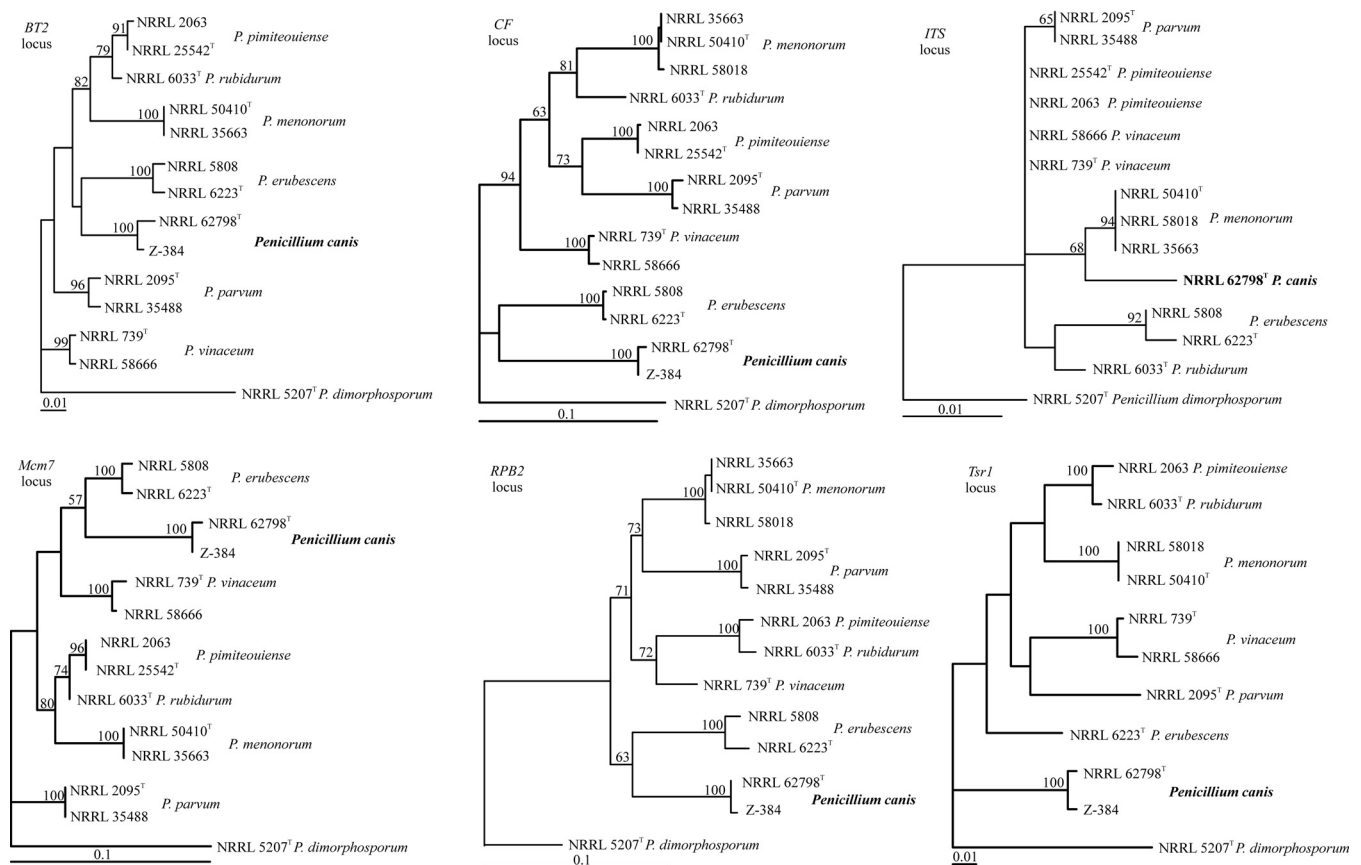 BT2
locus
91
NRRL 2063
P. pimiteouiense
NRRL 25542ᵀ
79
NRRL 6033ᵀ P. rubidurum
82
NRRL 50410ᵀ
100
P. menonorum
NRRL 35663
NRRL 5808
100
P. erubescens
NRRL 6223ᵀ
NRRL 62798ᵀ
100
Penicillium canis
Z-384
NRRL 2095ᵀ
96
P. parvum
NRRL 35488
NRRL 739ᵀ
99
P. vinaceum
NRRL 58666
NRRL 5207ᵀ P. dimorphosporum
0.01
CF
locus
NRRL 35663
100
NRRL 50410ᵀ
P. menonorum
NRRL 58018
81
NRRL 6033ᵀ P. rubidurum
63
NRRL 2063
100
P. pimiteouiense
NRRL 25542ᵀ
73
NRRL 2095ᵀ
100
P. parvum
NRRL 35488
94
NRRL 739ᵀ P. vinaceum
100
NRRL 58666
NRRL 5808
100
P. erubescens
NRRL 6223ᵀ
NRRL 62798ᵀ
100
Penicillium canis
Z-384
NRRL 5207ᵀ P. dimorphosporum
0.1
ITS
locus
65
NRRL 2095ᵀ
P. parvum
NRRL 35488
NRRL 25542ᵀ P. pimiteouiense
NRRL 2063 P. pimiteouiense
NRRL 58666 P. vinaceum
NRRL 739ᵀ P. vinaceum
NRRL 50410ᵀ
94
NRRL 58018
P. menonorum
NRRL 35663
68
NRRL 62798ᵀ P. canis
NRRL 5808
92
P. erubescens
NRRL 6223ᵀ
NRRL 6033ᵀ P. rubidurum
NRRL 5207ᵀ Penicillium dimorphosporum
0.01
Mcm7
locus
NRRL 5808
100
P. erubescens
NRRL 6223ᵀ
57
NRRL 62798ᵀ
100
Penicillium canis
Z-384
NRRL 739ᵀ P. vinaceum
100
NRRL 58666
NRRL 2063
96
P. pimiteouiense
NRRL 25542ᵀ
74
NRRL 6033ᵀ P. rubidurum
80
NRRL 50410ᵀ
100
P. menonorum
NRRL 35663
NRRL 2095ᵀ
100
P. parvum
NRRL 35488
NRRL 5207ᵀ P. dimorphosporum
0.1
RPB2
locus
NRRL 35663
100
NRRL 50410ᵀ P. menonorum
NRRL 58018
73
NRRL 2095ᵀ
100
P. parvum
NRRL 35488
71
NRRL 2063 P. pimiteouiense
100
NRRL 6033ᵀ P. rubidurum
72
NRRL 739ᵀ P. vinaceum
NRRL 5808
100
P. erubescens
NRRL 6223ᵀ
63
NRRL 62798ᵀ
100
Penicillium canis
Z-384
NRRL 5207ᵀ P. dimorphosporum
0.1
Tsr1
locus
100
NRRL 2063 P. pimiteouiense
NRRL 6033ᵀ P. rubidurum
NRRL 58018
100
P. menonorum
NRRL 50410ᵀ
NRRL 739ᵀ
100
P. vinaceum
NRRL 58666
NRRL 2095ᵀ P. parvum
NRRL 6223ᵀ P. erubescens
NRRL 62798ᵀ
100
Penicillium canis
Z-384
NRRL 5207ᵀ P. dimorphosporum
0.01